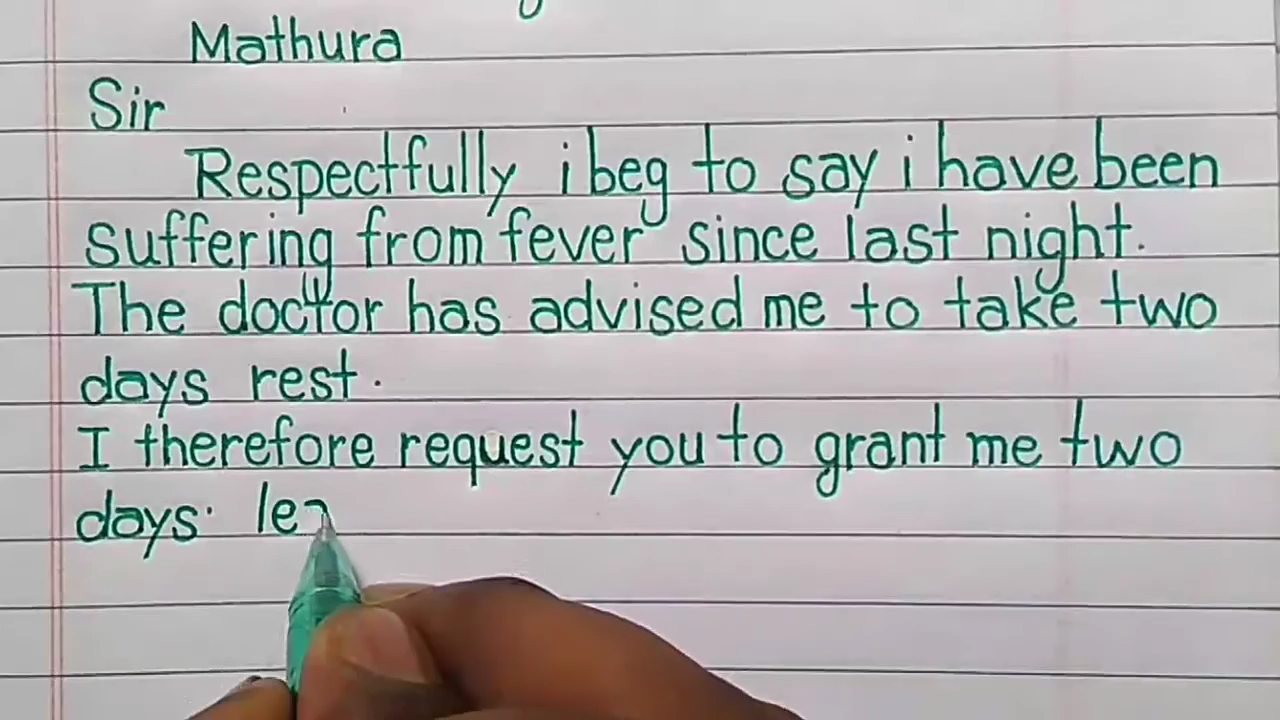 Mathura
Sir
Respectfully i beg to say i have been
suffering from fever since last night.
The doctor has advised me to take two
days rest.
I therefore request you to grant me two
days.